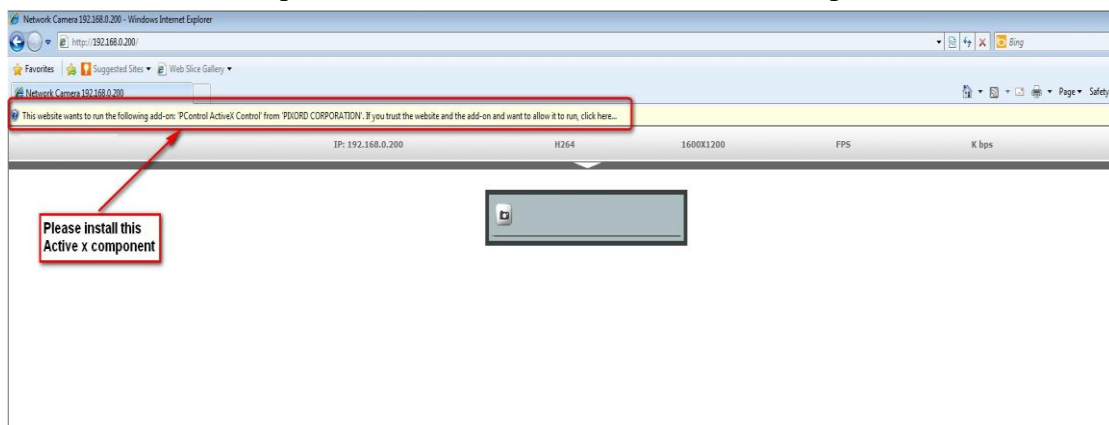 Network Camera 192.168.0.200 - Windows Internet Explorer
http://192.168.0.200/
Bing
Favorites Suggested Sites Web Slice Gallery
Network Camera 192.168.0.200
Page Safety
This website wants to run the following add-on: 'PControl ActiveX Control' from 'PIXORD CORPORATION'. If you trust the website and the add-on and want to allow it to run, click here...
IP: 192.168.0.200 H264 1600X1200 FPS K bps
Please install this
Active x component